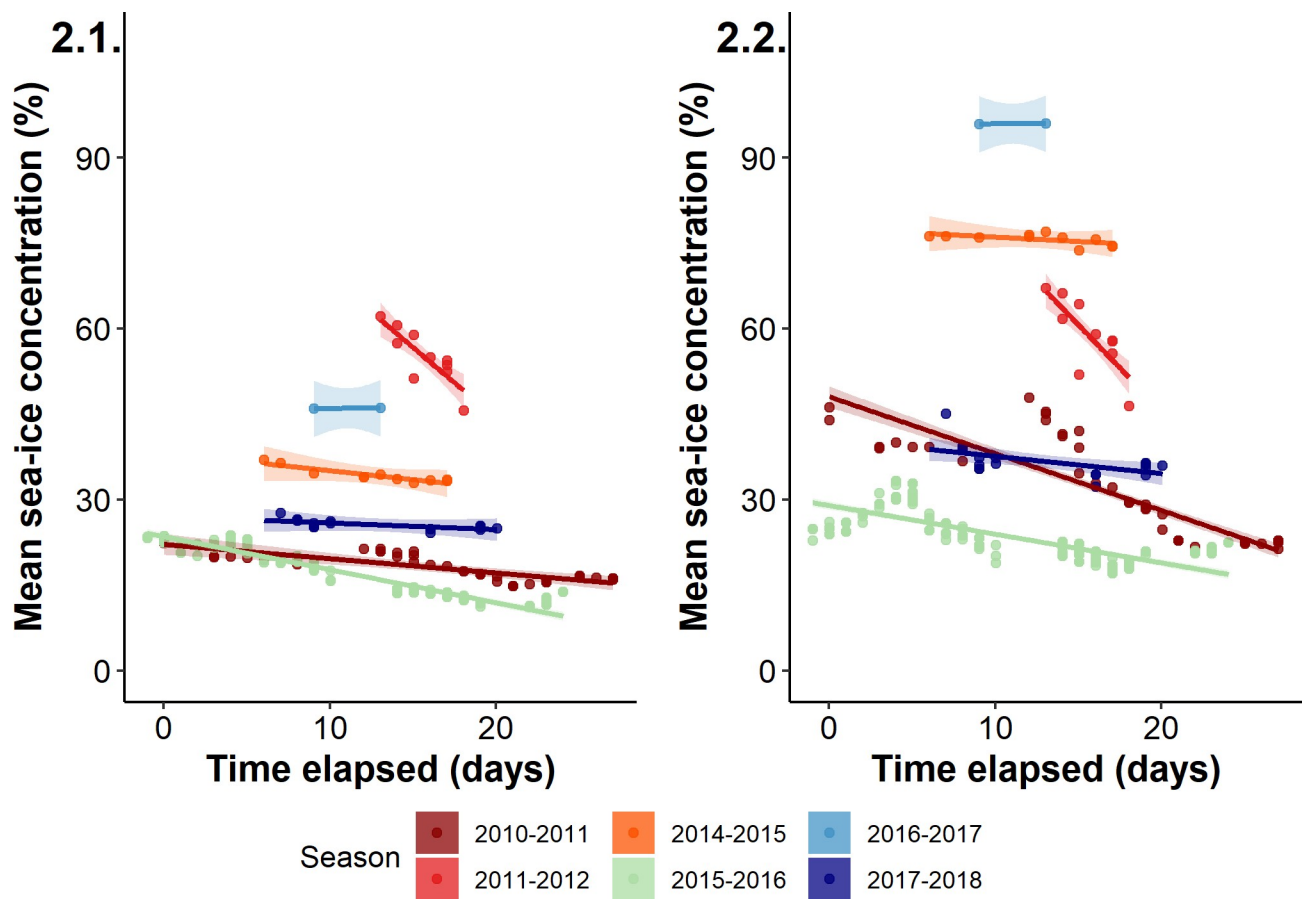 2.1.
Mean sea-ice concentration (%)
90
60
30
0
0 10 20
Time elapsed (days)
2.2.
Mean sea-ice concentration (%)
90
60
30
0
0 10 20
Time elapsed (days)
Season
2010-2011 2014-2015 2016-2017
2011-2012 2015-2016 2017-2018